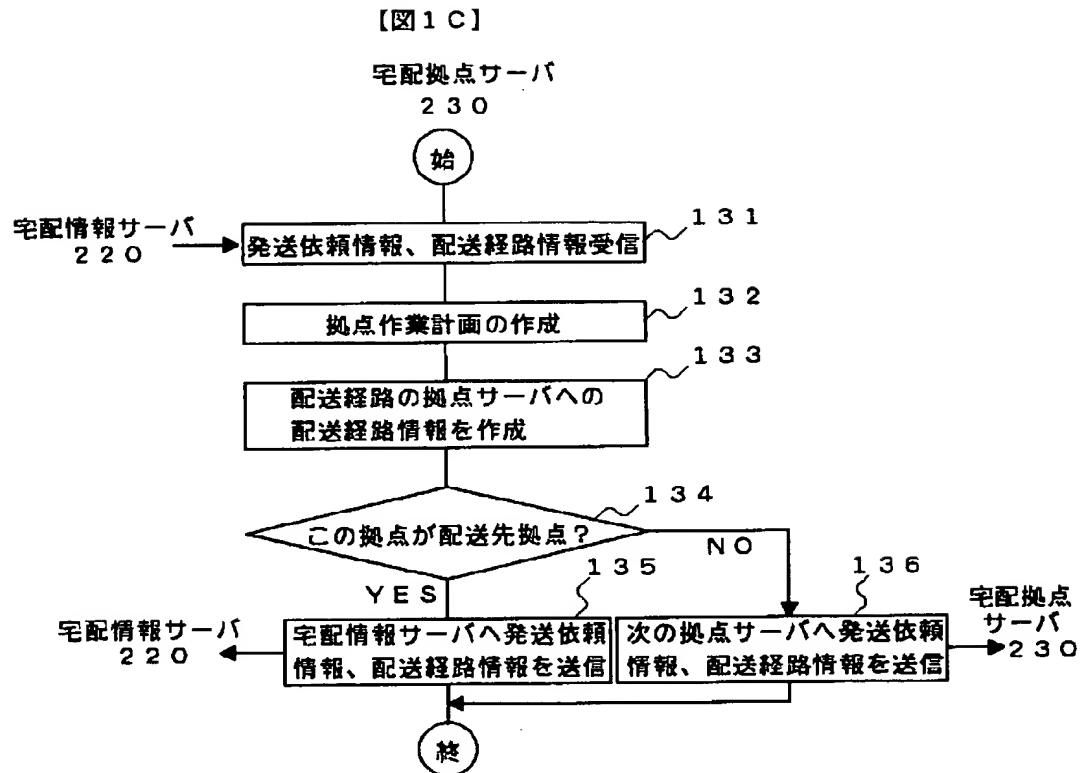 【図1C】
宅配拠点サーバ
230
始
宅配情報サーバ
220
131
発送依頼情報、配送経路情報受信
132
拠点作業計画の作成
133
配送経路の拠点サーバへの
配送経路情報を作成
134
この拠点が配送先拠点？
NO
YES
135
136
宅配情報サーバ
220
宅配情報サーバへ発送依頼
情報、配送経路情報を送信
次の拠点サーバへ発送依頼
情報、配送経路情報を送信
宅配拠点
サーバ
230
終